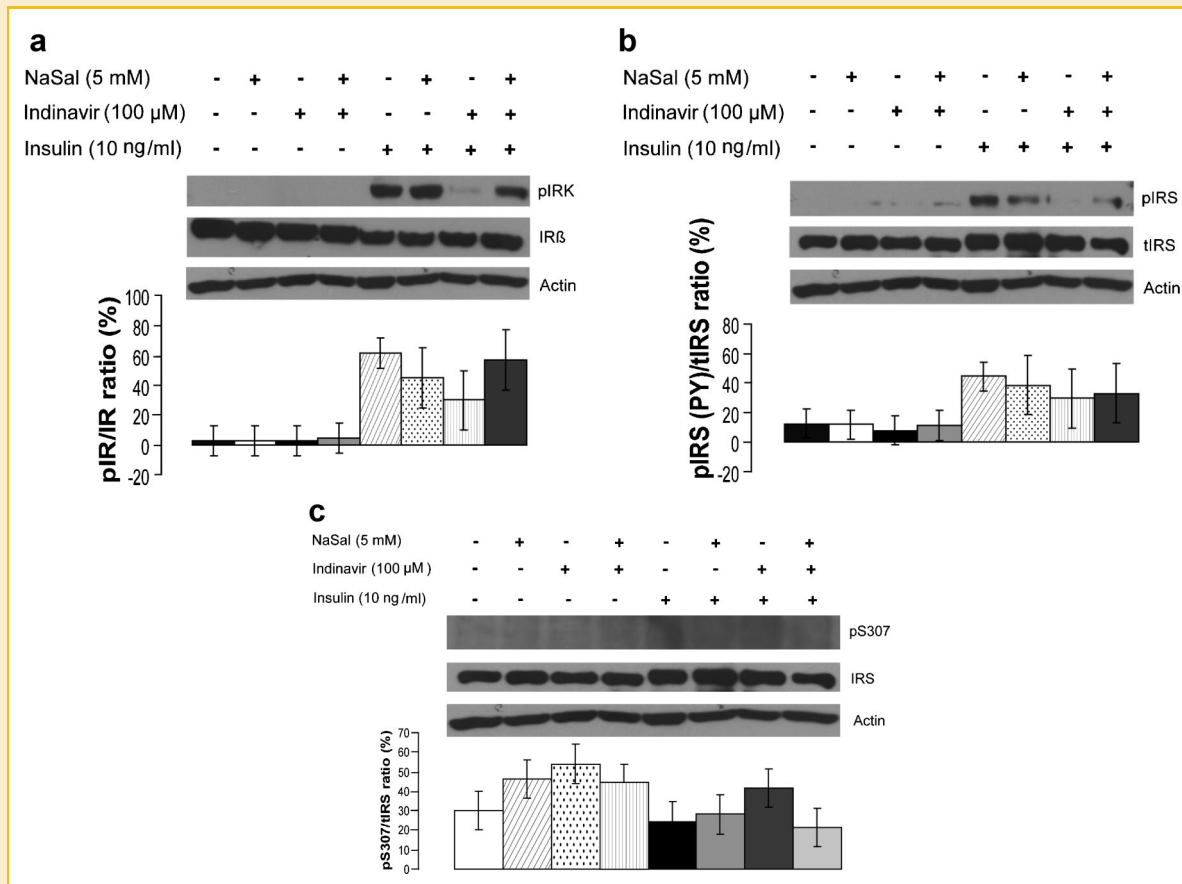 a
NaSal (5 mM) - + - + - + - +
Indinavir (100 µM) - - + + - - + +
Insulin (10 ng/ml) - - - - + + + +
pIRK
IRß
Actin
pIR/IR ratio (%)
100
80
60
40
20
0
-20
b
NaSal (5 mM) - + - + - + - +
Indinavir (100 µM) - - + + - - + +
Insulin (10 ng/ml) - - - - + + + +
pIRS
tIRS
Actin
pIRS (PY)/tIRS ratio (%)
80
60
40
20
0
-20
c
NaSal (5 mM) - + - + - + - +
Indinavir (100 µM) - - + + - - + +
Insulin (10 ng/ml) - - - - + + + +
pS307
IRS
Actin
pS307/tIRS ratio (%)
70
60
50
40
30
20
10
0